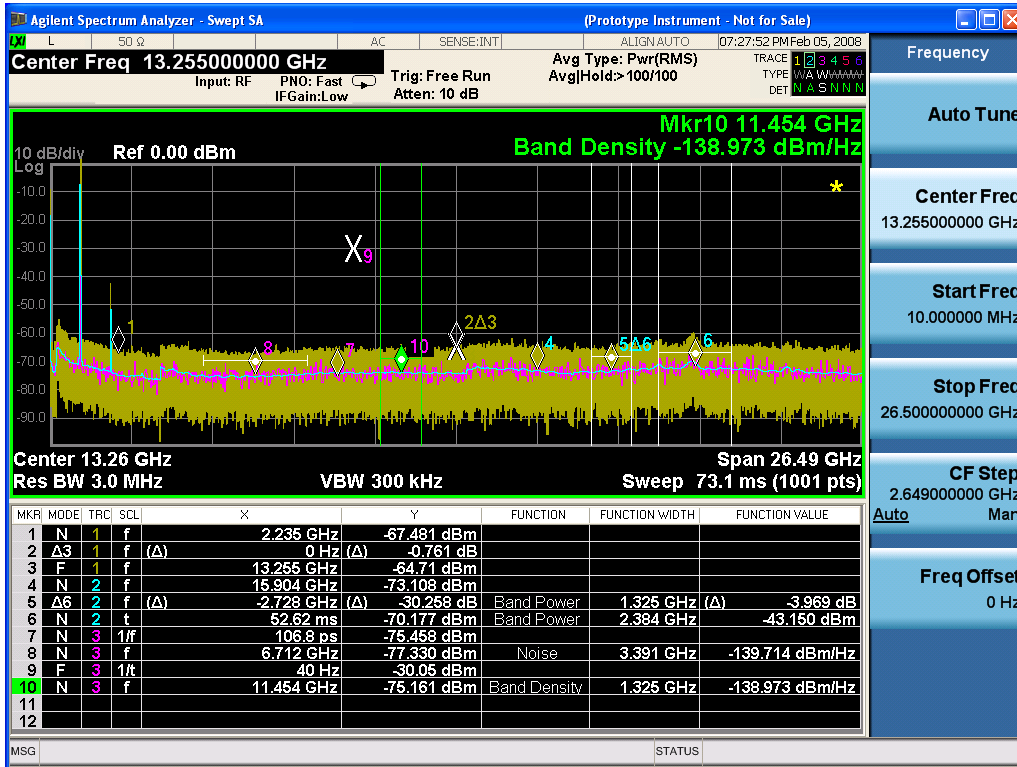 Agilent Spectrum Analyzer - Swept SA (Prototype Instrument - Not for Sale)
LXI L 50 Ω AC SENSE:INT ALIGN AUTO 07:27:52 PM Feb 05, 2008
Center Freq 13.255000000 GHz
Input: RF PNO: Fast
IFGain:Low
Trig: Free Run
Atten: 10 dB
Avg Type: Pwr(RMS)
Avg|Hold:>100/100
TRACE 1 2 3 4 5 6
TYPE W A W W W W
DET N A S N N N
Mkr10 11.454 GHz
Band Density -138.973 dBm/Hz
10 dB/div Ref 0.00 dBm
Log
-10.0
-20.0
-30.0
-40.0
-50.0
-60.0
-70.0
-80.0
-90.0
X 9
*
1
8
7
10
2Δ3
4
5Δ6
6
Center 13.26 GHz Span 26.49 GHz
Res BW 3.0 MHz VBW 300 kHz Sweep 73.1 ms (1001 pts)
MKR MODE TRC SCL X Y FUNCTION FUNCTION WIDTH FUNCTION VALUE
1 N 1 f 2.235 GHz -67.481 dBm
2 Δ3 1 f (Δ) 0 Hz (Δ) -0.761 dB
3 F 1 f 13.255 GHz -64.71 dBm
4 N 2 f 15.904 GHz -73.108 dBm
5 Δ6 2 f (Δ) -2.728 GHz (Δ) -30.258 dB Band Power 1.325 GHz (Δ) -3.969 dB
6 N 2 t 52.62 ms -70.177 dBm Band Power 2.384 GHz -43.150 dBm
7 N 3 1/f 106.8 ps -75.458 dBm
8 N 3 f 6.712 GHz -77.330 dBm Noise 3.391 GHz -139.714 dBm/Hz
9 F 3 1/t 40 Hz -30.05 dBm
10 N 3 f 11.454 GHz -75.161 dBm Band Density 1.325 GHz -138.973 dBm/Hz
11
12
MSG STATUS
Frequency
Auto Tune
Center Freq
13.255000000 GHz
Start Freq
10.000000 MHz
Stop Freq
26.500000000 GHz
CF Step
2.649000000 GHz
Auto Man
Freq Offset
0 Hz